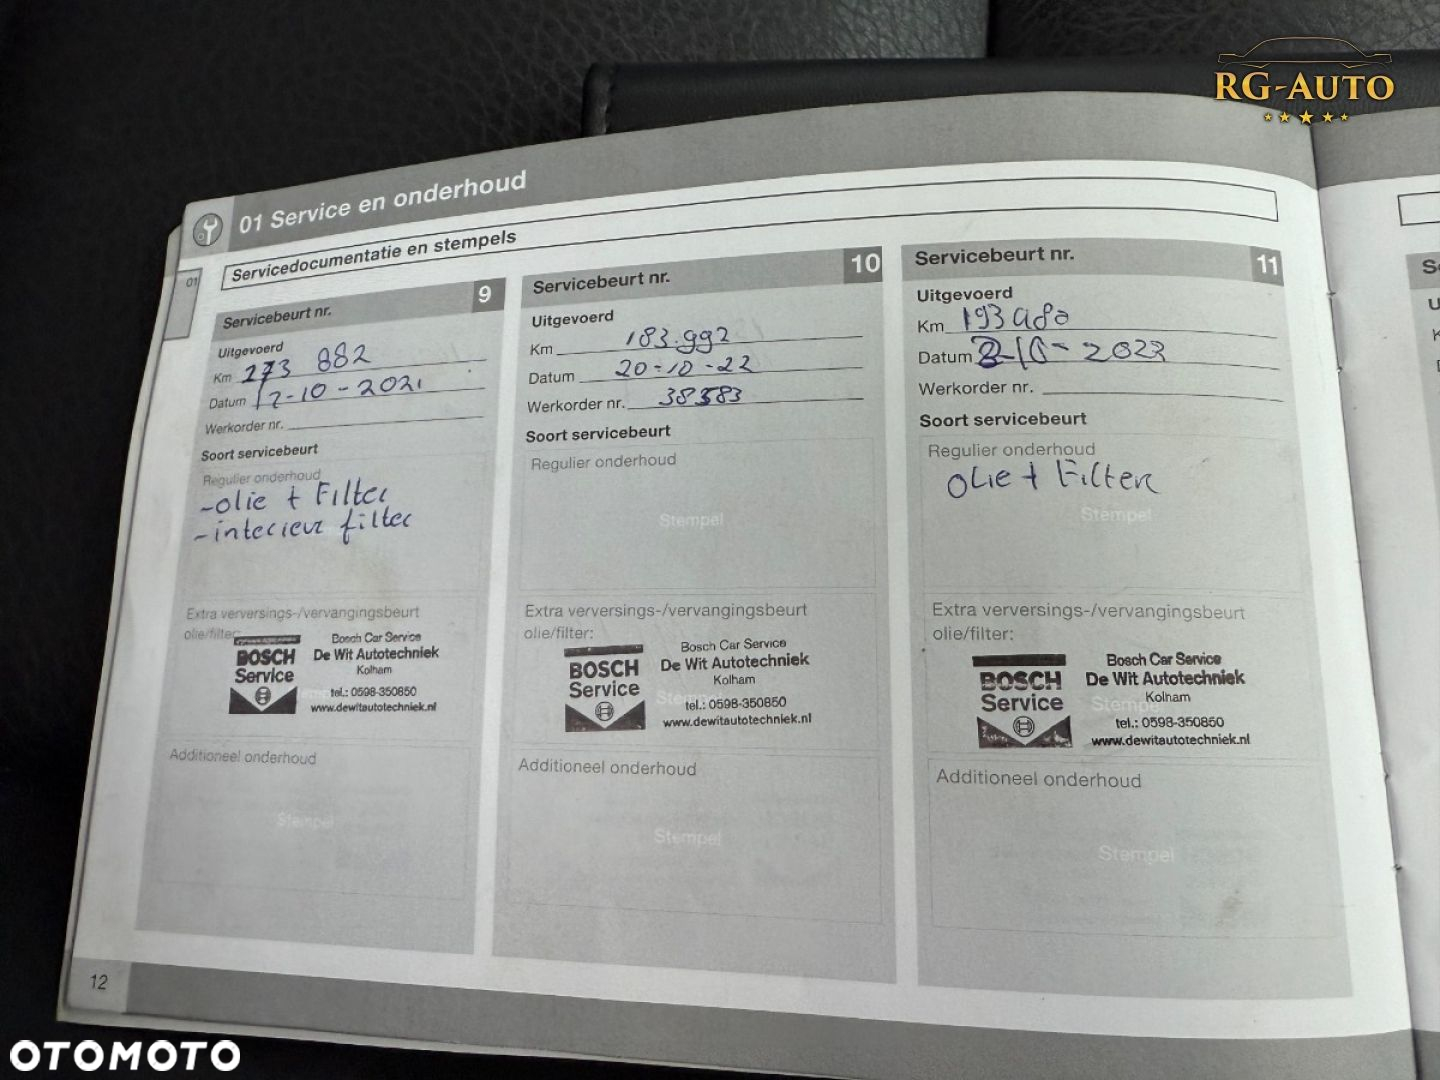 RG-AUTO
01 Service en onderhoud
Servicedocumentatie en stempels
01
Servicebeurt nr. 9
Uitgevoerd
Km 273 882
Datum 12-10-2021
Werkorder nr.
Soort servicebeurt
Regulier onderhoud
-olie + Filter
-interieur filter
Extra verversings-/vervangingsbeurt
olie/filter:
BOSCH
Service
Bosch Car Service
De Wit Autotechniek
Kolham
tel.: 0598-350850
www.dewitautotechniek.nl
Additioneel onderhoud
Stempel
Servicebeurt nr. 10
Uitgevoerd
Km 183.992
Datum 20-10-22
Werkorder nr. 38583
Soort servicebeurt
Regulier onderhoud
Stempel
Extra verversings-/vervangingsbeurt
olie/filter:
BOSCH
Service
Bosch Car Service
De Wit Autotechniek
Kolham
tel.: 0598-350850
www.dewitautotechniek.nl
Additioneel onderhoud
Stempel
Servicebeurt nr. 11
Uitgevoerd
Km
Datum
Werkorder nr.
Soort servicebeurt
Regulier onderhoud
olie + Filter
Stempel
Extra verversings-/vervangingsbeurt
olie/filter:
BOSCH
Service
Bosch Car Service
De Wit Autotechniek
Kolham
tel.: 0598-350850
www.dewitautotechniek.nl
Additioneel onderhoud
Stempel
12
OTOMOTO